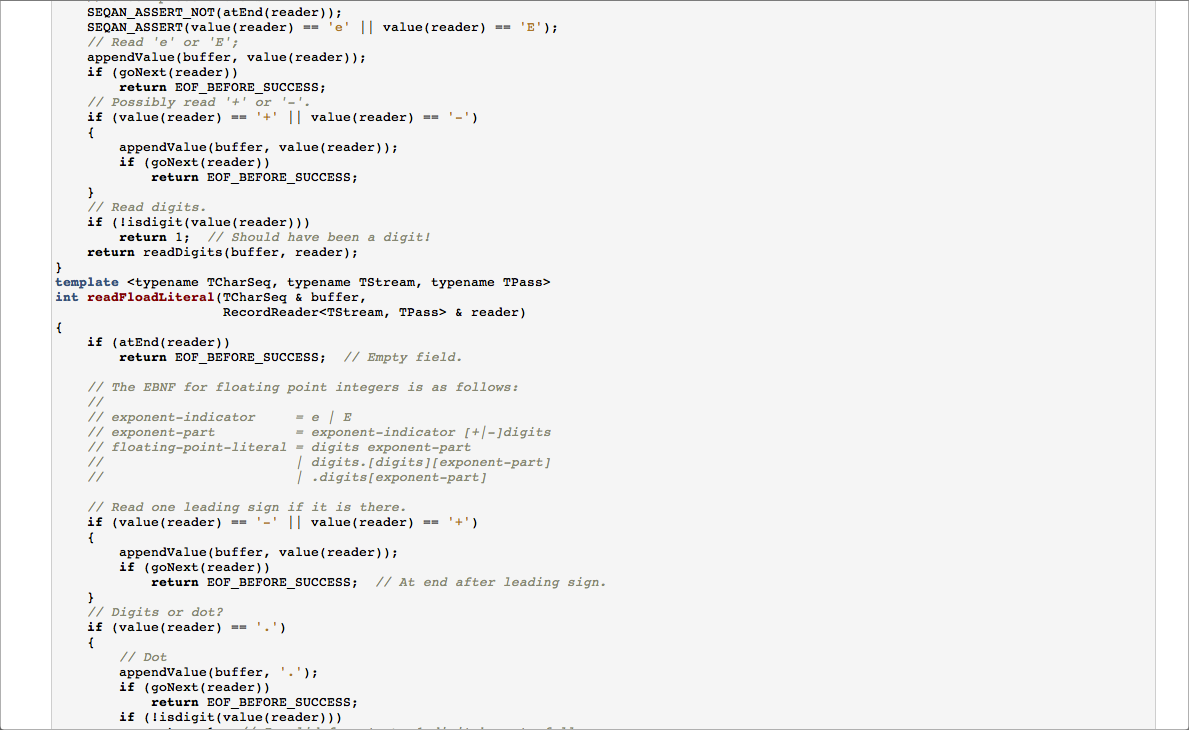 SEQAN_ASSERT_NOT(atEnd(reader));
SEQAN_ASSERT(value(reader) == 'e' || value(reader) == 'E');
// Read 'e' or 'E';
appendValue(buffer, value(reader));
if (goNext(reader))
return EOF_BEFORE_SUCCESS;
// Possibly read '+' or '-'.
if (value(reader) == '+' || value(reader) == '-')
{
appendValue(buffer, value(reader));
if (goNext(reader))
return EOF_BEFORE_SUCCESS;
}
// Read digits.
if (!isdigit(value(reader)))
return 1;  // Should have been a digit!
return readDigits(buffer, reader);
}
template <typename TCharSeq, typename TStream, typename TPass>
int readFloadLiteral(TCharSeq & buffer,
RecordReader<TStream, TPass> & reader)
{
if (atEnd(reader))
return EOF_BEFORE_SUCCESS;  // Empty field.
// The EBNF for floating point integers is as follows:
//
// exponent-indicator     = e | E
// exponent-part          = exponent-indicator [+|-]digits
// floating-point-literal = digits exponent-part
//                        | digits.[digits][exponent-part]
//                        | .digits[exponent-part]
// Read one leading sign if it is there.
if (value(reader) == '-' || value(reader) == '+')
{
appendValue(buffer, value(reader));
if (goNext(reader))
return EOF_BEFORE_SUCCESS;  // At end after leading sign.
}
// Digits or dot?
if (value(reader) == '.')
{
// Dot
appendValue(buffer, '.');
if (goNext(reader))
return EOF_BEFORE_SUCCESS;
if (!isdigit(value(reader)))